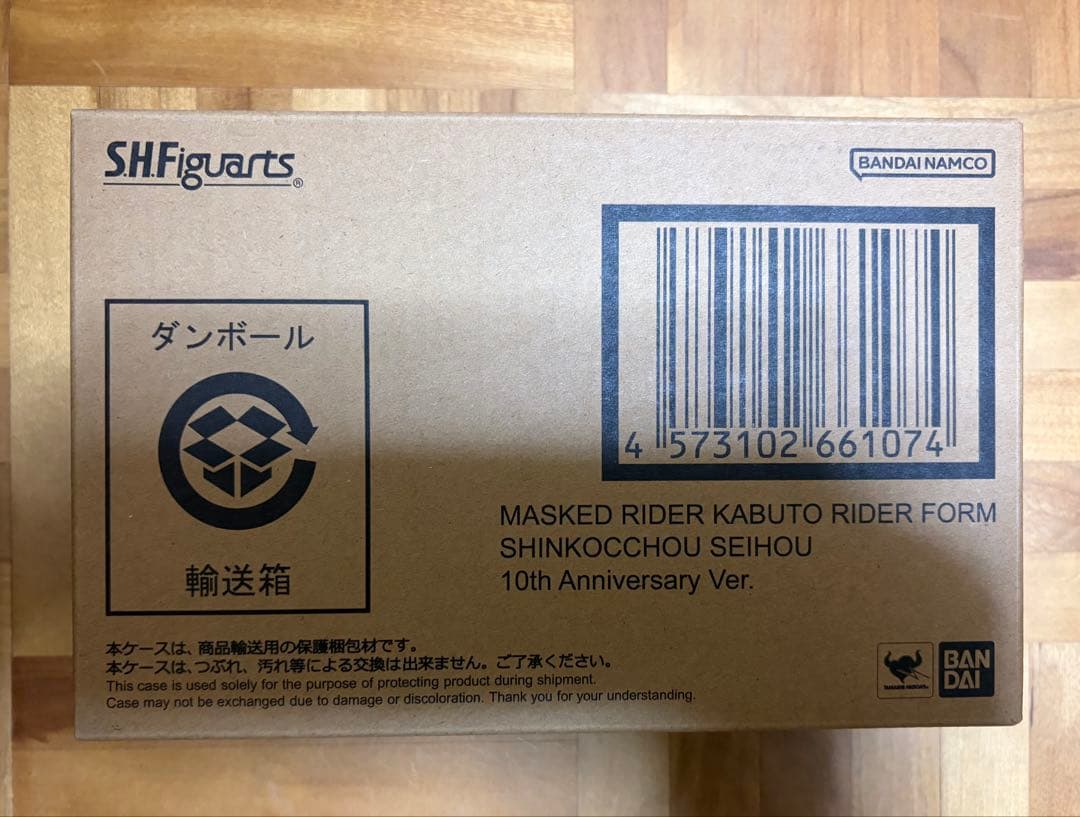 S.H.Figuarts®
BANDAI NAMCO
ダンボール
輸送箱
4 573102 661074
MASKED RIDER KABUTO RIDER FORM
SHINKOCCHOU SEIHOU
10th Anniversary Ver.
本ケースは、商品輸送用の保護梱包材です。
本ケースは、つぶれ、汚れ等による交換は出来ません。ご了承ください。
This case is used solely for the purpose of protecting product during shipment.
Case may not be exchanged due to damage or discoloration. Thank you for your understanding.
TAMASHII NATIONS
BAN
DAI